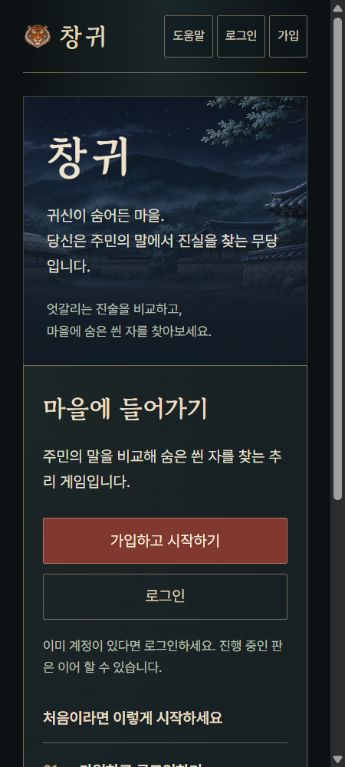 창귀
도움말
로그인
가입
창귀
귀신이 숨어든 마을.
당신은 주민의 말에서 진실을 찾는 무당
입니다.
엇갈리는 진술을 비교하고,
마을에 숨은 씐 자를 찾아보세요.
마을에 들어가기
주민의 말을 비교해 숨은 씐 자를 찾는 추
리 게임입니다.
가입하고 시작하기
로그인
이미 계정이 있다면 로그인하세요. 진행 중인 판
은 이어 할 수 있습니다.
처음이라면 이렇게 시작하세요